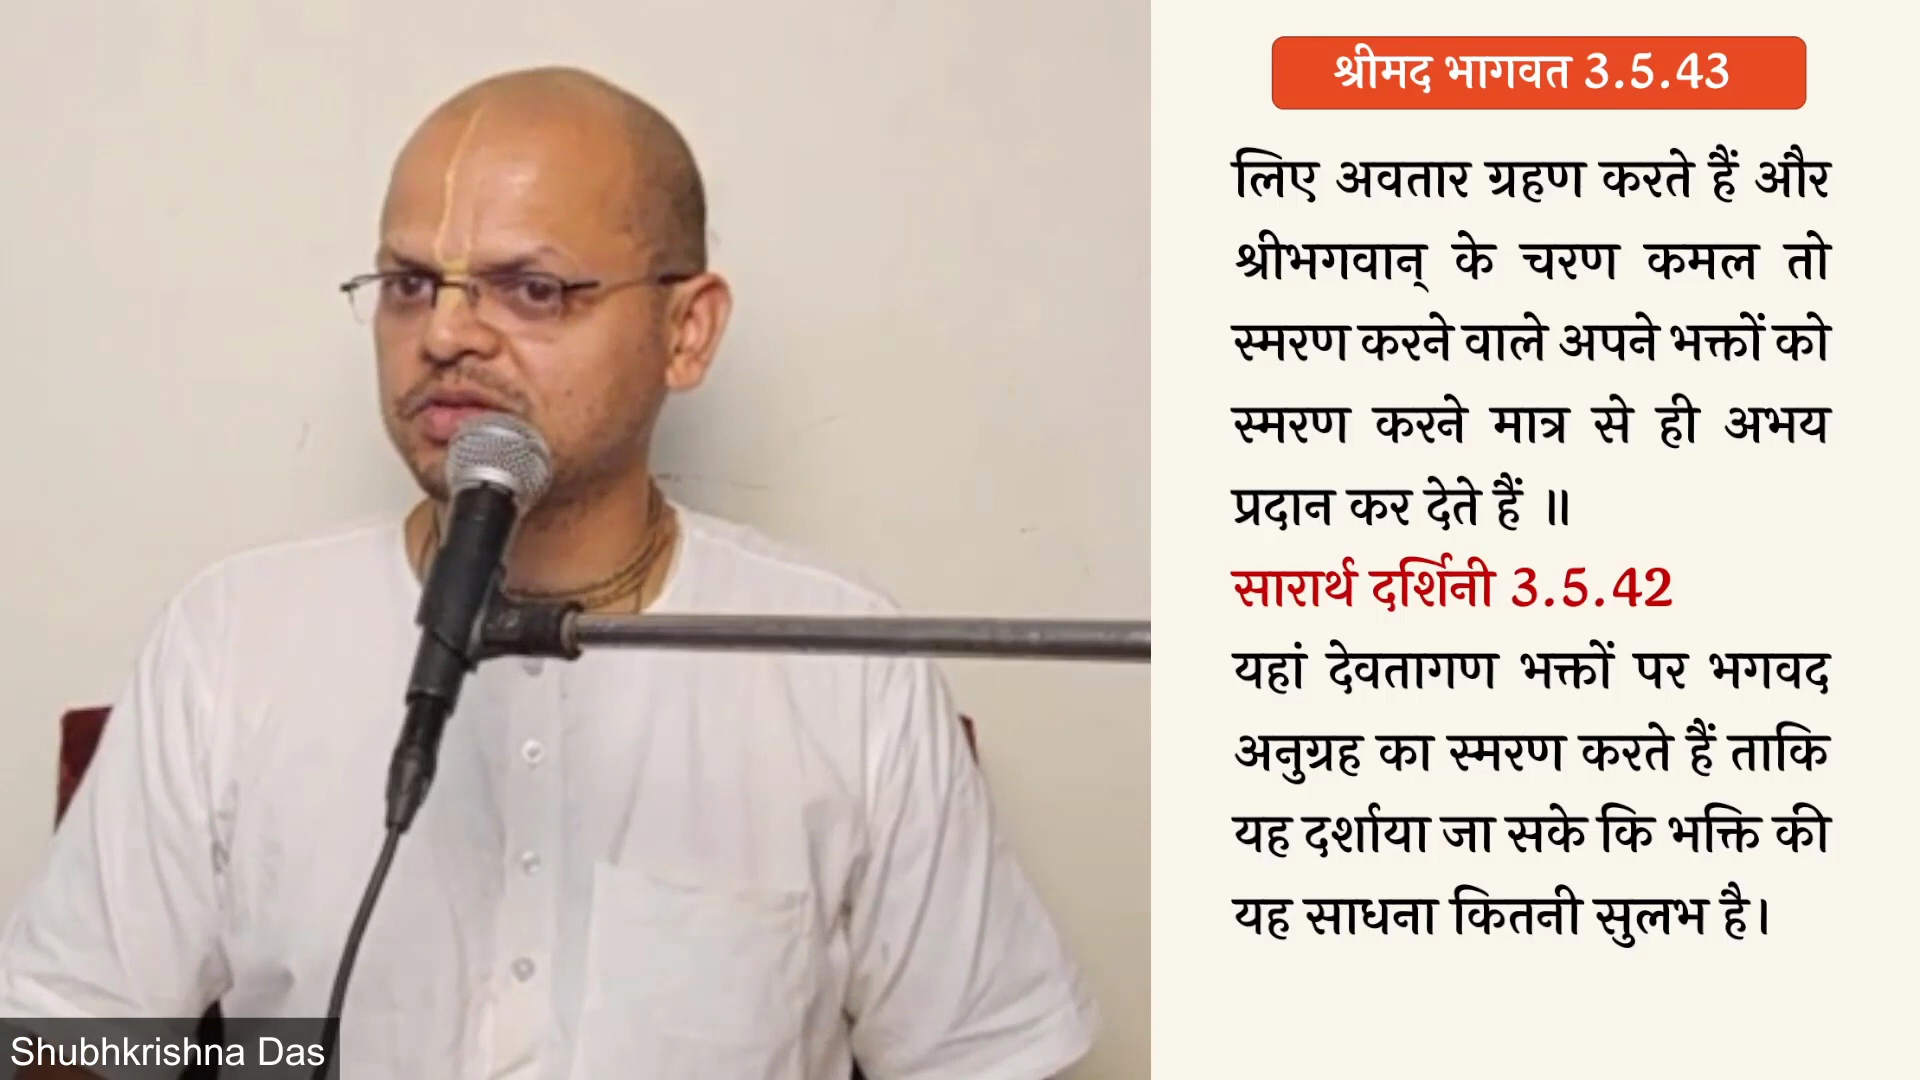 श्रीमद भागवत 3.5.43
लिए अवतार ग्रहण करते हैं और
श्रीभगवान् के चरण कमल तो
स्मरण करने वाले अपने भक्तों को
स्मरण करने मात्र से ही अभय
प्रदान कर देते हैं ॥
सारार्थ दर्शिनी 3.5.42
यहां देवतागण भक्तों पर भगवद
अनुग्रह का स्मरण करते हैं ताकि
यह दर्शाया जा सके कि भक्ति की
यह साधना कितनी सुलभ है।
Shubhkrishna Das